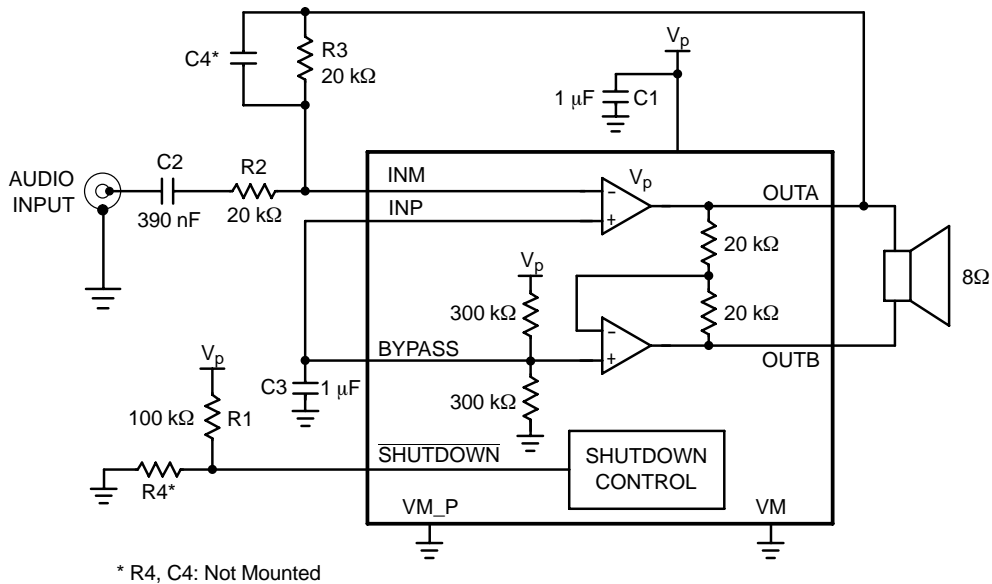 C4*
R3
20 kΩ
Vp
1 μF
C1
AUDIO
INPUT
C2
390 nF
R2
20 kΩ
INM
INP
Vp
OUTA
20 kΩ
Vp
300 kΩ
20 kΩ
8Ω
BYPASS
OUTB
C3
1 μF
300 kΩ
Vp
100 kΩ
R1
SHUTDOWN
SHUTDOWN
CONTROL
R4*
VM_P
VM
* R4, C4: Not Mounted